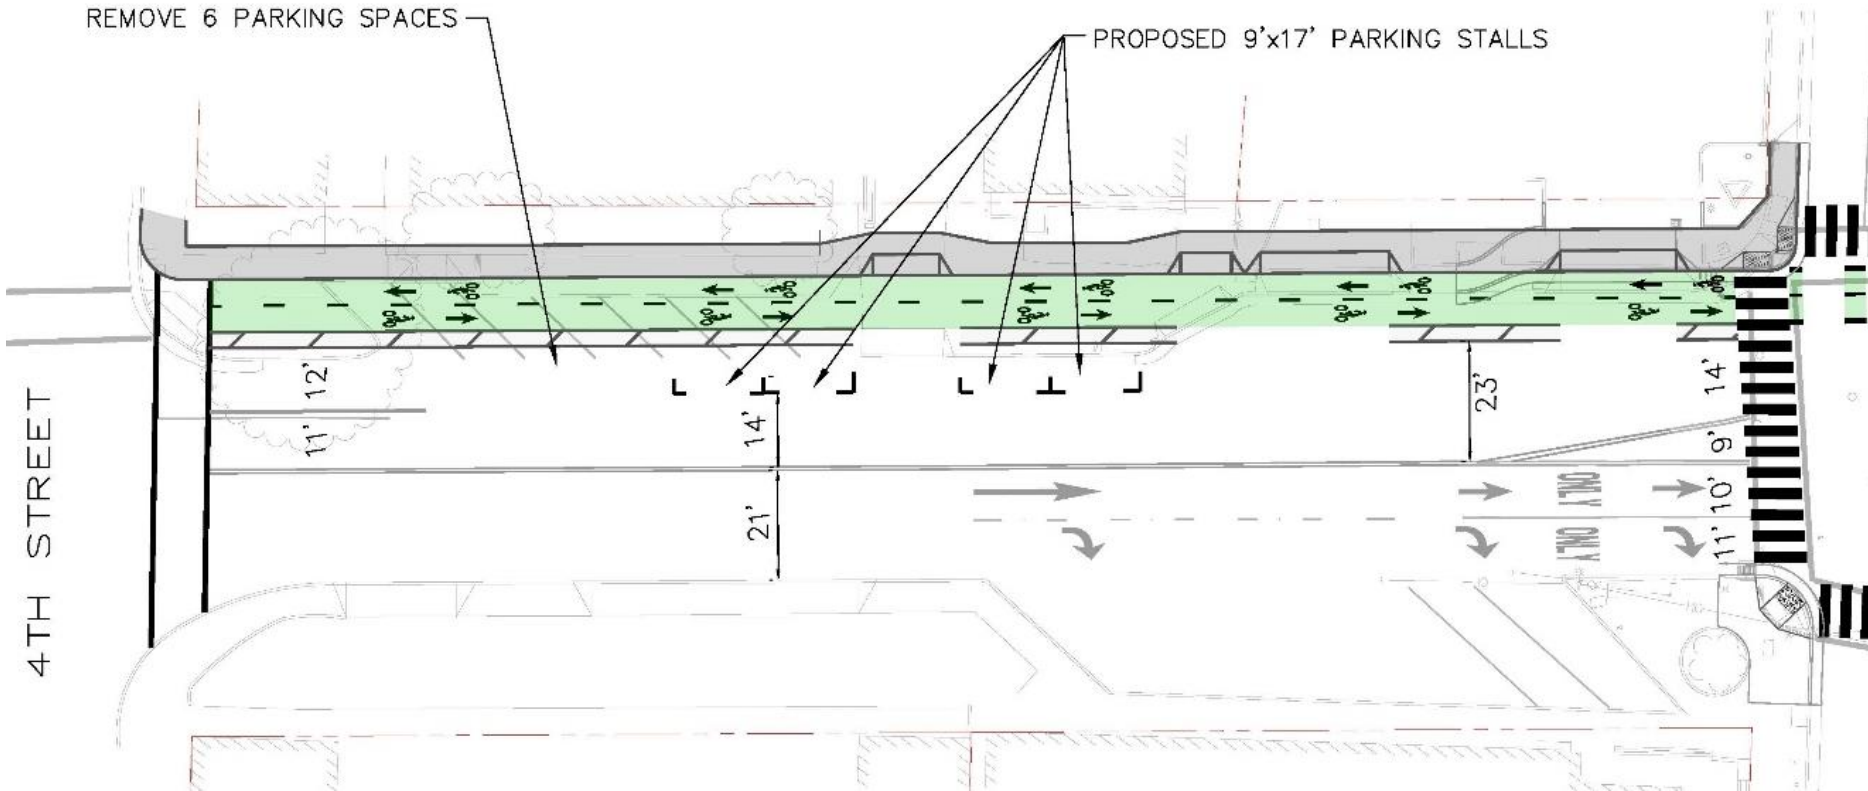 REMOVE 6 PARKING SPACES
PROPOSED 9'x17' PARKING STALLS
4TH STREET
12'
11'
14'
21'
23'
14'
9'
10'
11'
ONLY
ONLY